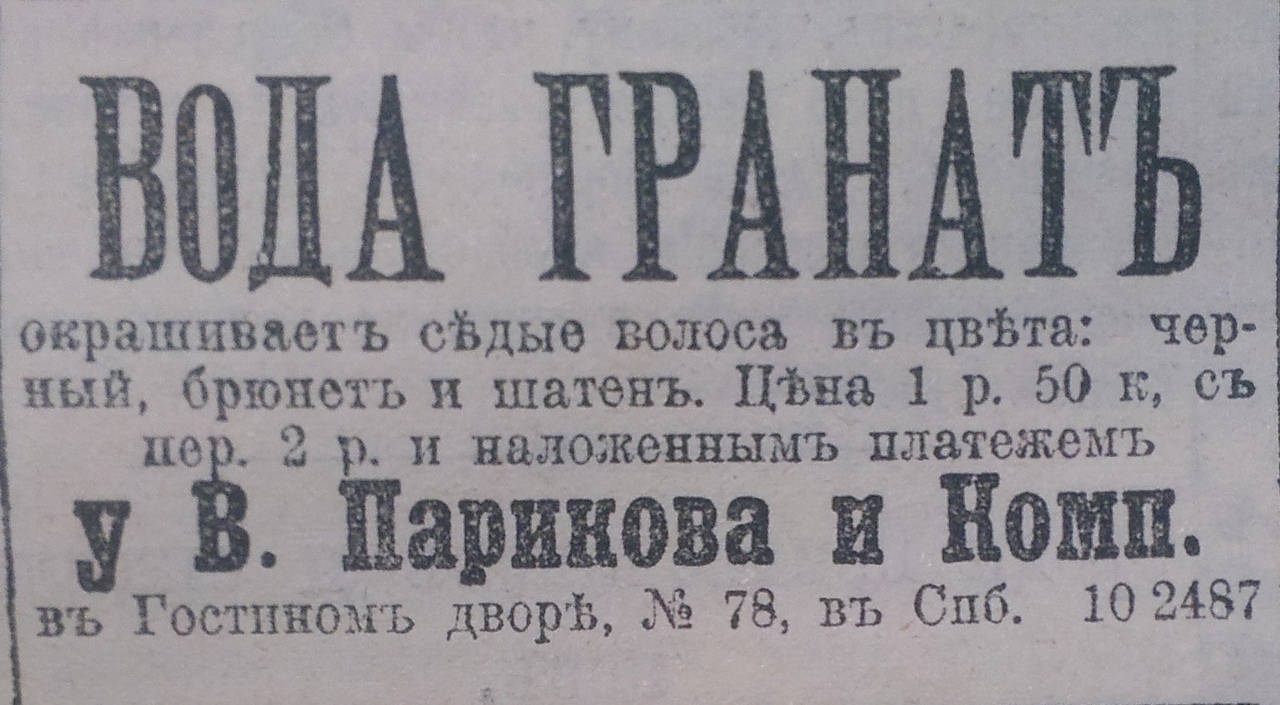 ВОДА ГРАНАТЪ
окрашиваетъ сѣдые волоса въ цвѣта: чер-
ный, брюнетъ и шатенъ. Цѣна 1 р. 50 к, съ
пер. 2 р. и наложеннымъ платежемъ
у В. Парикова и Комп.
въ Гостиномъ дворѣ, № 78, въ Спб. 10 2487